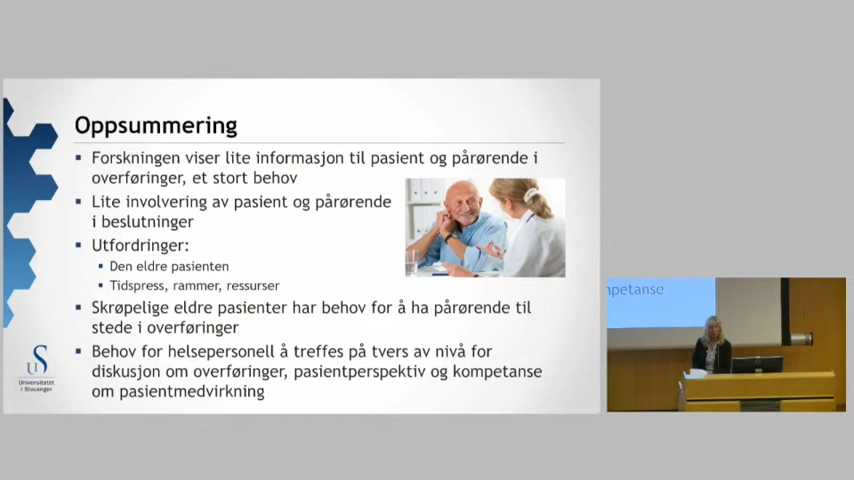 Oppsummering
Forskningen viser lite informasjon til pasient og pårørende i
overføringer, et stort behov
Lite involvering av pasient og pårørende
i beslutninger
Utfordringer:
Den eldre pasienten
Tidspress, rammer, ressurser
Skrøpelige eldre pasienter har behov for å ha pårørende til
stede i overføringer
Behov for helsepersonell å treffes på tvers av nivå for
diskusjon om overføringer, pasientperspektiv og kompetanse
om pasientmedvirkning
Universitetet
i Stavanger
mpetanse